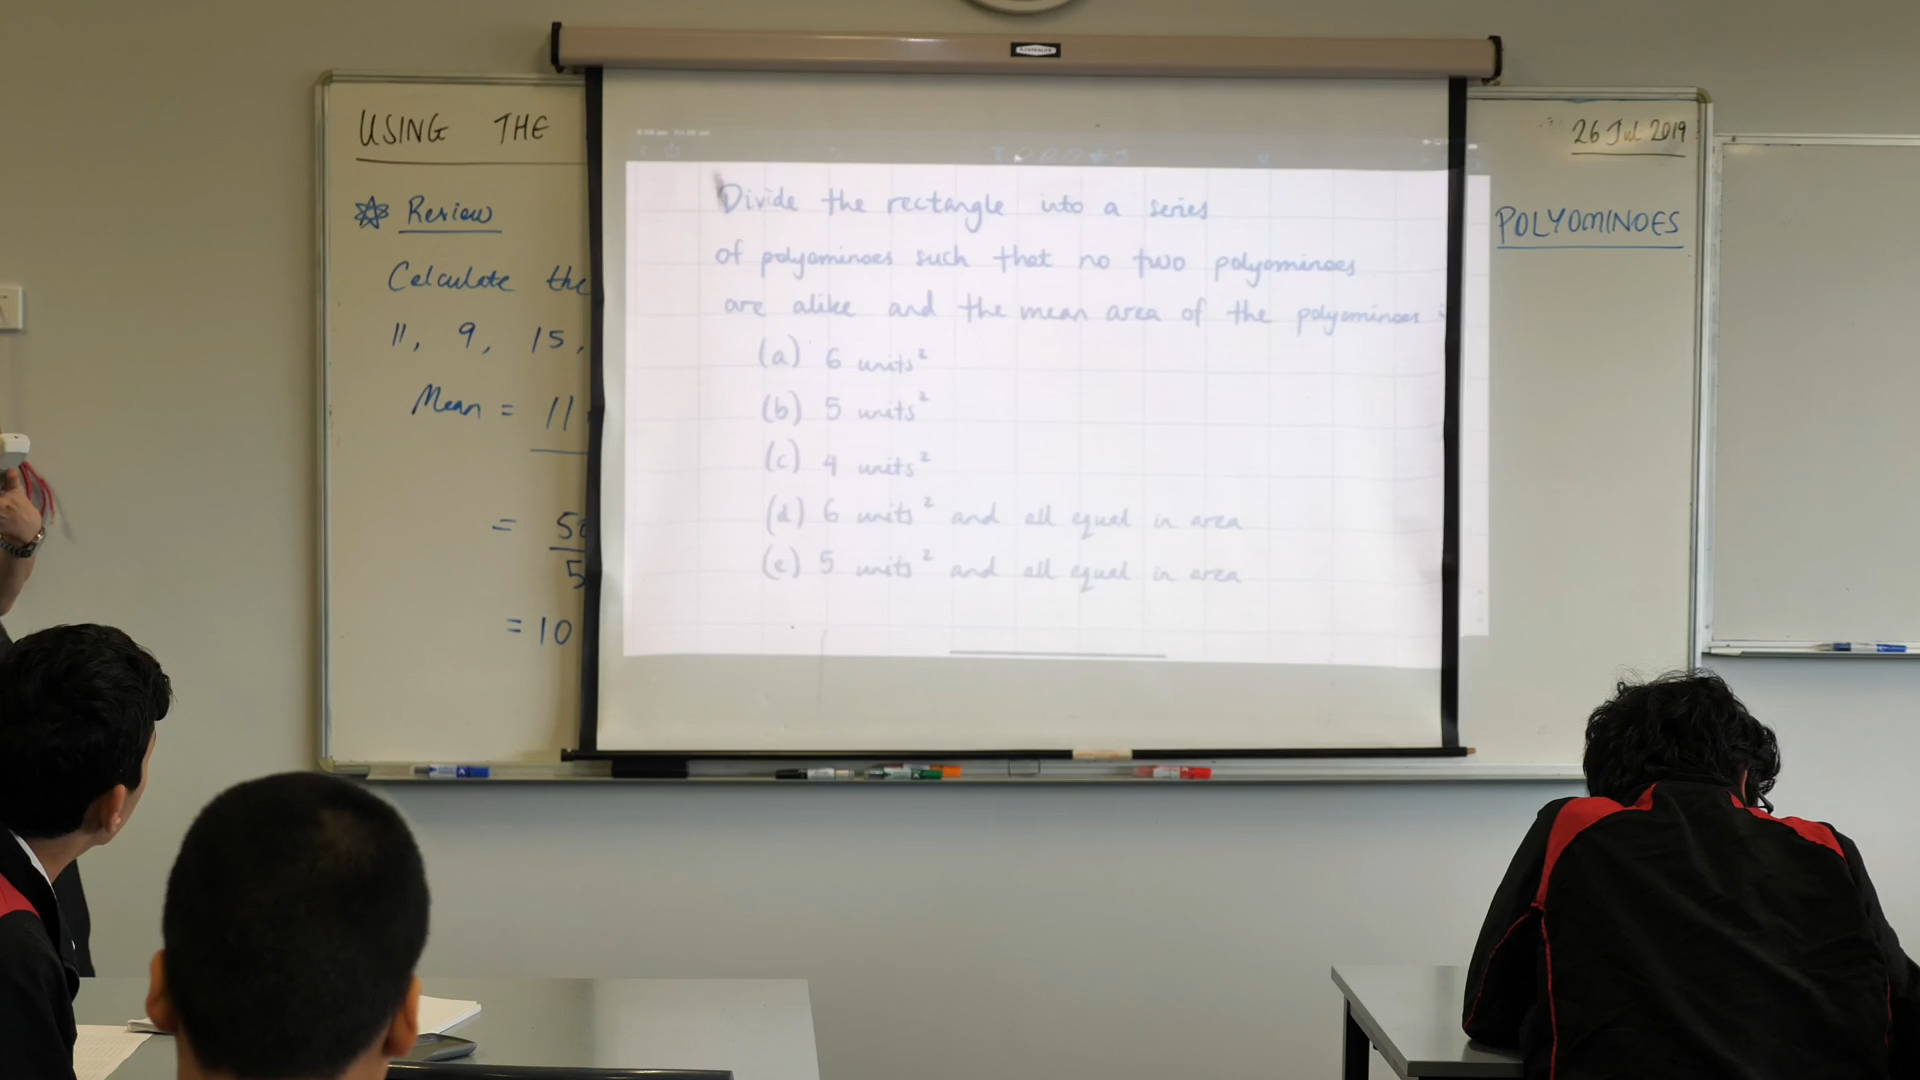 USING THE
26 Jul 2019
Review
POLYOMINOES
Calculate the
11, 9, 15,
Mean = 11
=
5
= 10
Divide the rectangle into a series
of polyominoes such that no two polyominoes
are alike and the mean area of the polyominoes
(a) 6 units²
(b) 5 units²
(c) 4 units²
(d) 6 units² and all equal in area
(e) 5 units² and all equal in area